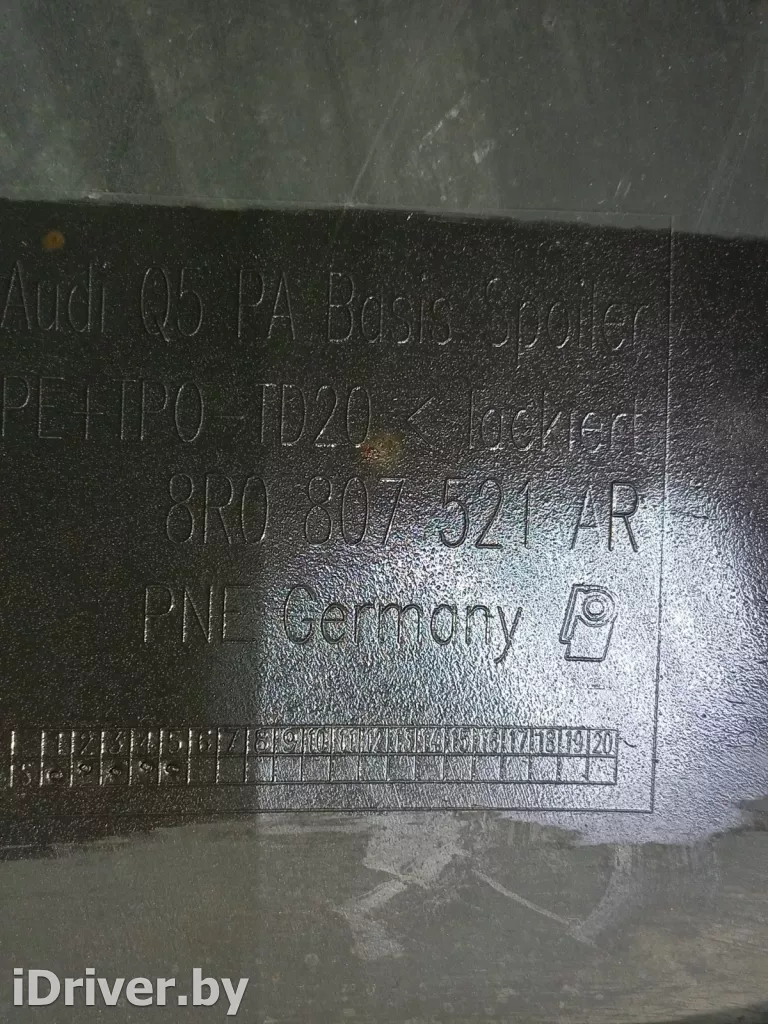 Audi Q5 PA Basis Spoiler
PE+TPO-TD20 < lackiert
8R0 807 521 AR
PNE Germany
1 2 3 4 5 6 7 8 9 10 11 12 13 14 15 16 17 18 19 20
iDriver.by